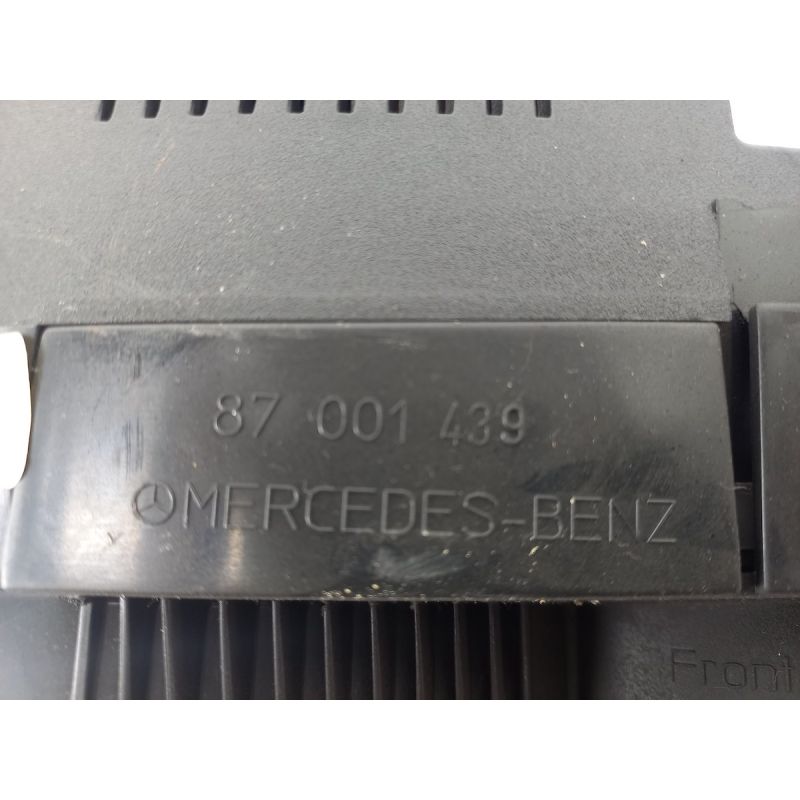 87 001 439
MERCEDES-BENZ
Front